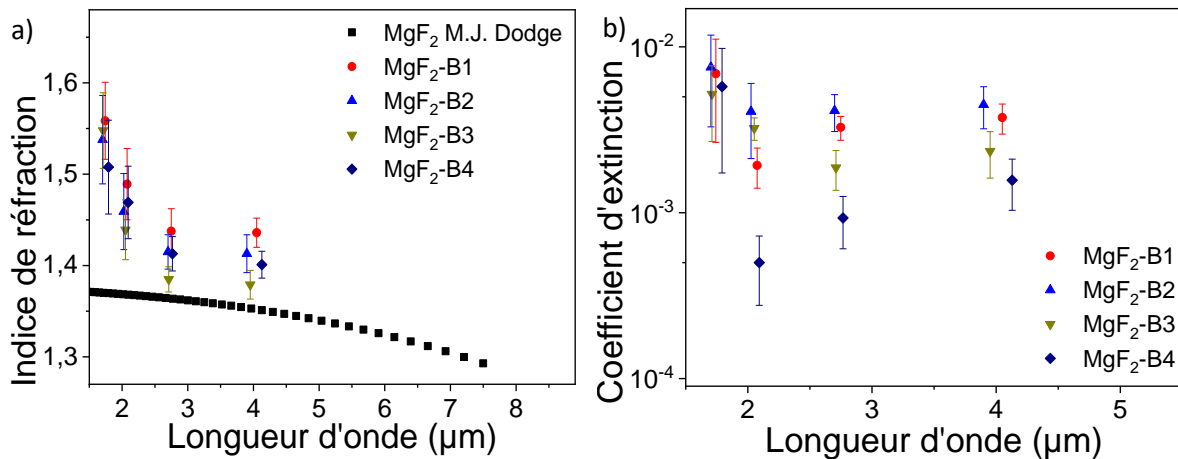 a)
Indice de réfraction
1,6
1,5
1,4
1,3
MgF2 M.J. Dodge
MgF2-B1
MgF2-B2
MgF2-B3
MgF2-B4
2 3 4 5 6 7 8
Longueur d'onde (µm)
b)
Coefficient d'extinction
10-2
10-3
10-4
MgF2-B1
MgF2-B2
MgF2-B3
MgF2-B4
2 3 4 5
Longueur d'onde (µm)